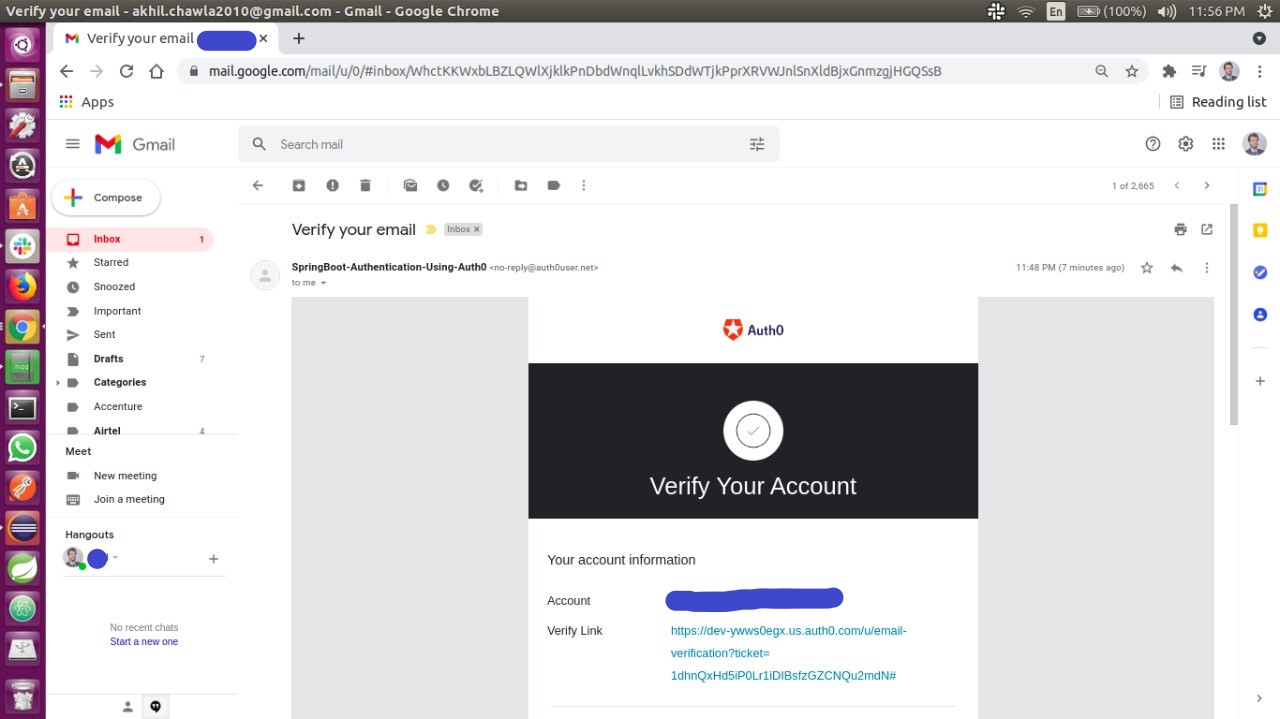 Verify your email - akhil.chawla2010@gmail.com - Gmail - Google Chrome
En (100%) 11:56 PM
Verify your email
mail.google.com/mail/u/0/#inbox/WhctKKWxbLBZLQWlXjklkPnDbdWnqlLvkhSDdWTjkPprXRVWJnlSnXldBjxGnmzgjHGQSsB
Apps
Reading list
Gmail
Search mail
Compose
1 of 2,665
Verify your email
Inbox
Inbox 1
Starred
SpringBoot-Authentication-Using-Auth0 <no-reply@auth0user.net>
11:48 PM (7 minutes ago)
to me
Snoozed
Important
Sent
Drafts 7
Categories
Accenture
Airtel 4
Meet
New meeting
Join a meeting
Hangouts
No recent chats
Start a new one
Auth0
Verify Your Account
Your account information
Account
Verify Link
https://dev-ywws0egx.us.auth0.com/u/email-
verification?ticket=
1dhnQxHd5iP0Lr1iDIBsfzGZCNQu2mdN#